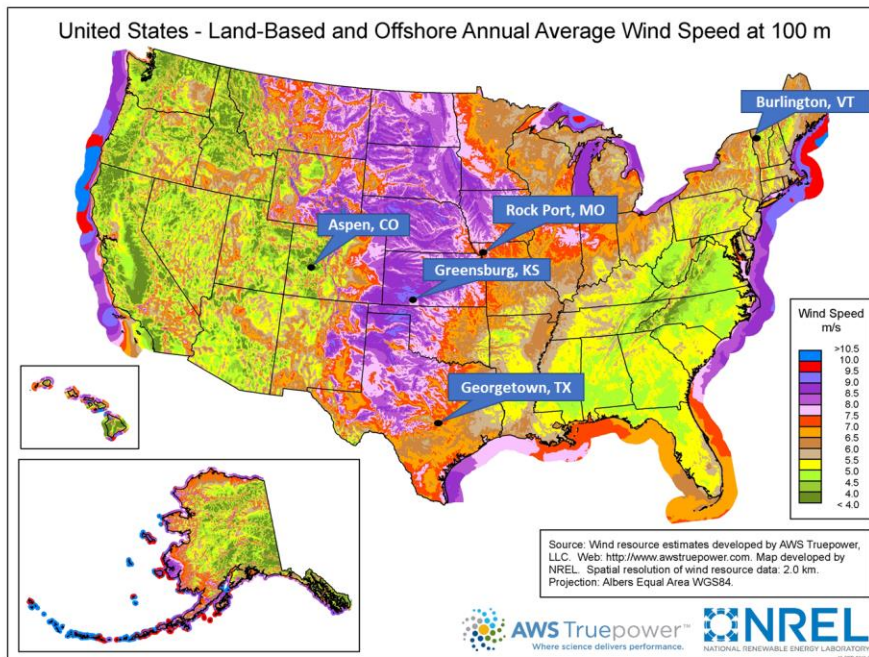 United States - Land-Based and Offshore Annual Average Wind Speed at 100 m
Burlington, VT
Rock Port, MO
Aspen, CO
Greensburg, KS
Georgetown, TX
Wind Speed
m/s
>10.5
10.0
9.5
9.0
8.5
8.0
7.5
7.0
6.5
6.0
5.5
5.0
4.5
4.0
< 4.0
Source: Wind resource estimates developed by AWS Truepower,
LLC. Web: http://www.awstruepower.com. Map developed by
NREL. Spatial resolution of wind resource data: 2.0 km.
Projection: Albers Equal Area WGS84.
AWS Truepower™
Where science delivers performance.
NREL
NATIONAL RENEWABLE ENERGY LABORATORY